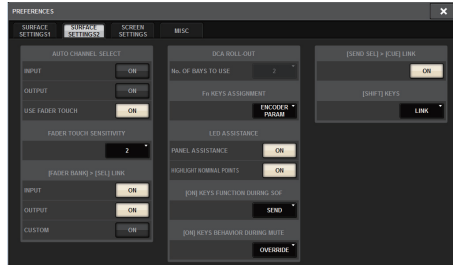 PREFERENCES
×
SURFACE SETTINGS1
SURFACE SETTINGS2
SCREEN SETTINGS
MISC
AUTO CHANNEL SELECT
INPUT ON
OUTPUT ON
USE FADER TOUCH ON
FADER TOUCH SENSITIVITY
2
[FADER BANK] > [SEL] LINK
INPUT ON
OUTPUT ON
CUSTOM ON
DCA ROLL-OUT
No. OF BAYS TO USE
Fn KEYS ASSIGNMENT
ENCODER PARAM
LED ASSISTANCE
PANEL ASSISTANCE ON
HIGHLIGHT NOMINAL POINTS ON
[ON] KEYS FUNCTION DURING SOF
SEND
[ON] KEYS BEHAVIOR DURING MUTE
OVERRIDE
[SEND SEL] > [CUE] LINK
ON
[SHIFT] KEYS
LINK